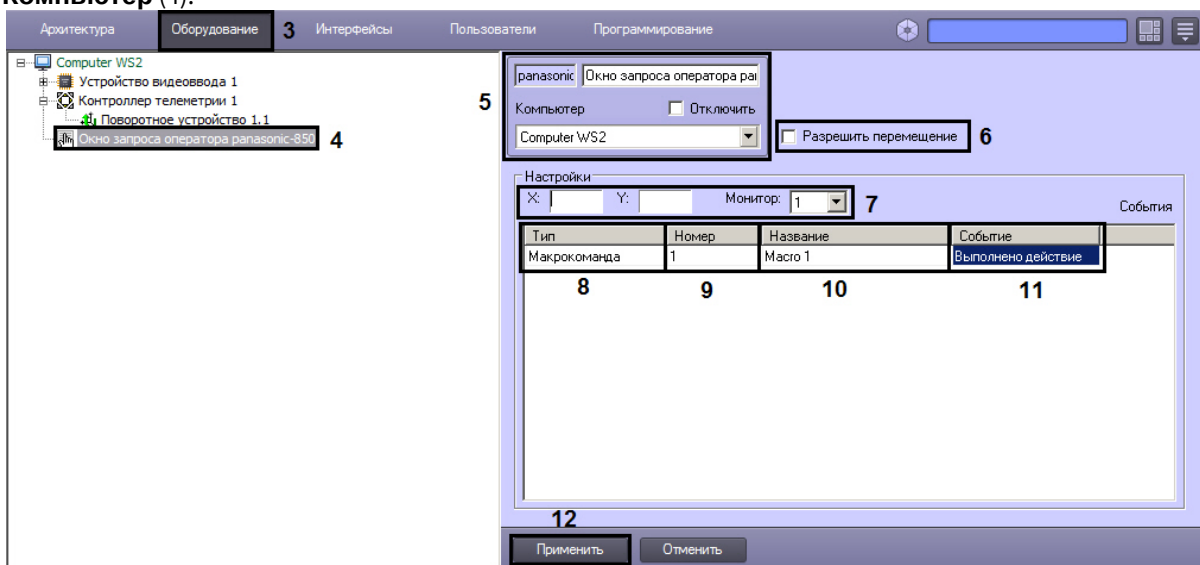 Компьютер (4).
Архитектура Оборудование 3 Интерфейсы Пользователи Программирование
Computer WS2
Устройство видеоввода 1
Контроллер телеметрии 1
Поворотное устройство 1.1
Окно запроса оператора panasonic-850 4
5
panasonic Окно запроса оператора pai
Компьютер Отключить
Computer WS2
Разрешить перемещение 6
Настройки
X: Y: Монитор: 1 7
События
Тип Номер Название Событие
Макрокоманда 1 Macro 1 Выполнено действие
8 9 10 11
12
Применить Отменить